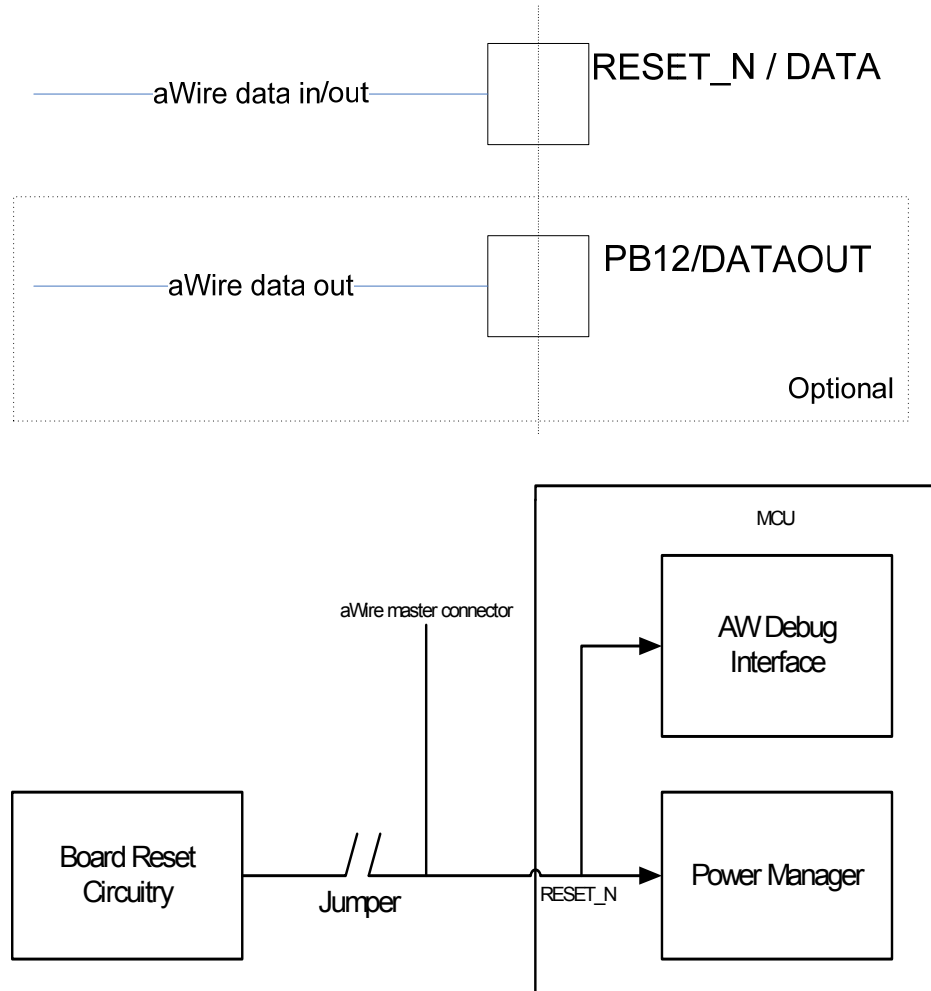 RESET_N / DATA
aWire data in/out
PB12/DATAOUT
aWire data out
Optional
MCU
aWire master connector
AW Debug
Interface
Board Reset
Circuitry
Jumper
RESET_N
Power Manager